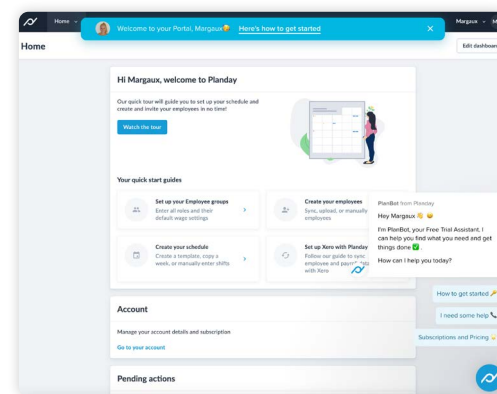 Home
Welcome to your Portal, Margaux
Here's how to get started
Margaux
Home
Edit dashboar
Hi Margaux, welcome to Planday
Our quick tour will guide you to set up your schedule and
create and invite your employees in no time!
Watch the tour
Your quick start guides
Set up your Employee groups
Enter all roles and their
default wage settings
Create your employees
Sync, upload, or manually
employees
Create your schedule
Create a template, copy a
week, or manually enter shifts
Set up Xero with Planday
Follow our guide to sync
employee and payroll
with Xero
PlanBot from Planday
Hey Margaux
I'm PlanBot, your Free Trial Assistant. I
can help you find what you need and get
things done
How can I help you today?
How to get started
I need some help
Subscriptions and Pricing
Account
Manage your account details and subscription
Go to your account
Pending actions